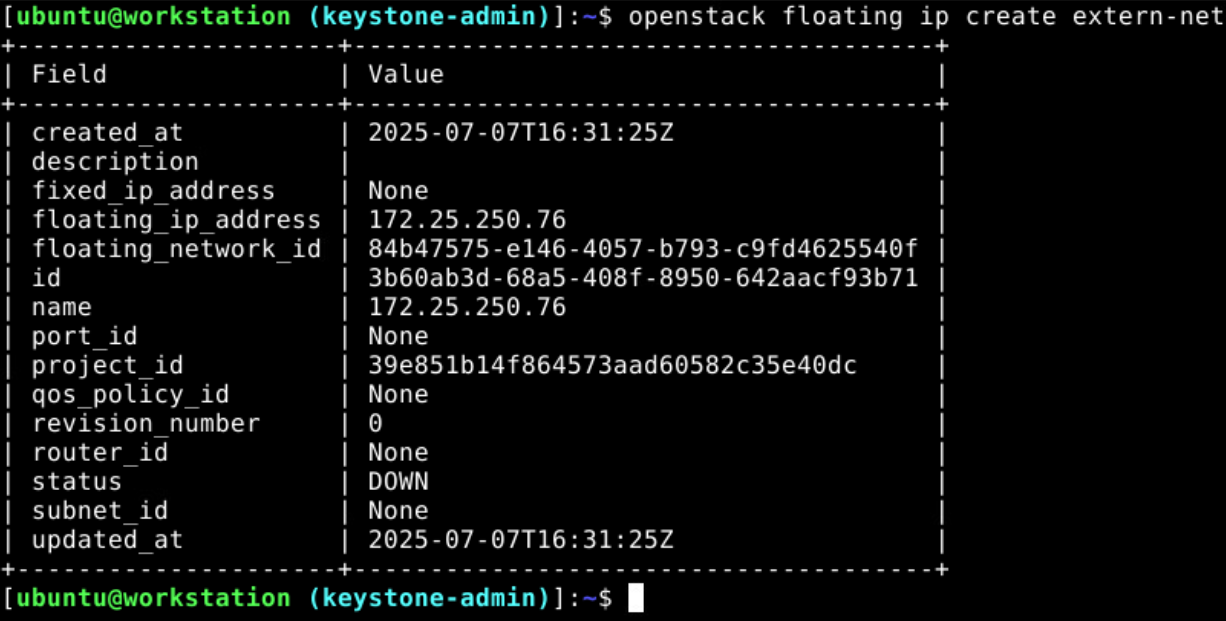 [ubuntu@workstation (keystone-admin)]:~$ openstack floating ip create extern-net
+---------------------+--------------------------------------+
| Field               | Value                                |
+---------------------+--------------------------------------+
| created_at          | 2025-07-07T16:31:25Z                 |
| description         |                                      |
| fixed_ip_address    | None                                 |
| floating_ip_address | 172.25.250.76                        |
| floating_network_id | 84b47575-e146-4057-b793-c9fd4625540f |
| id                  | 3b60ab3d-68a5-408f-8950-642aacf93b71 |
| name                | 172.25.250.76                        |
| port_id             | None                                 |
| project_id          | 39e851b14f864573aad60582c35e40dc     |
| qos_policy_id       | None                                 |
| revision_number     | 0                                    |
| router_id           | None                                 |
| status              | DOWN                                 |
| subnet_id           | None                                 |
| updated_at          | 2025-07-07T16:31:25Z                 |
+---------------------+--------------------------------------+
[ubuntu@workstation (keystone-admin)]:~$